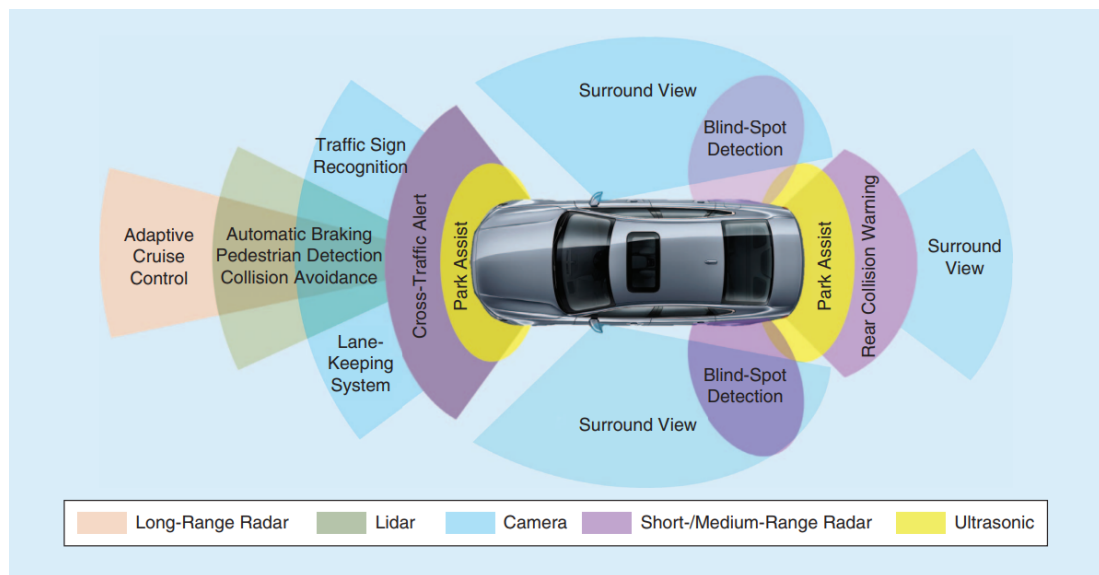 Surround View
Blind-Spot
Detection
Traffic Sign
Recognition
Adaptive
Cruise
Control
Automatic Braking
Pedestrian Detection
Collision Avoidance
Cross-Traffic Alert
Park Assist
Park Assist
Rear Collision Warning
Surround
View
Lane-
Keeping
System
Blind-Spot
Detection
Surround View
Long-Range Radar
Lidar
Camera
Short-/Medium-Range Radar
Ultrasonic